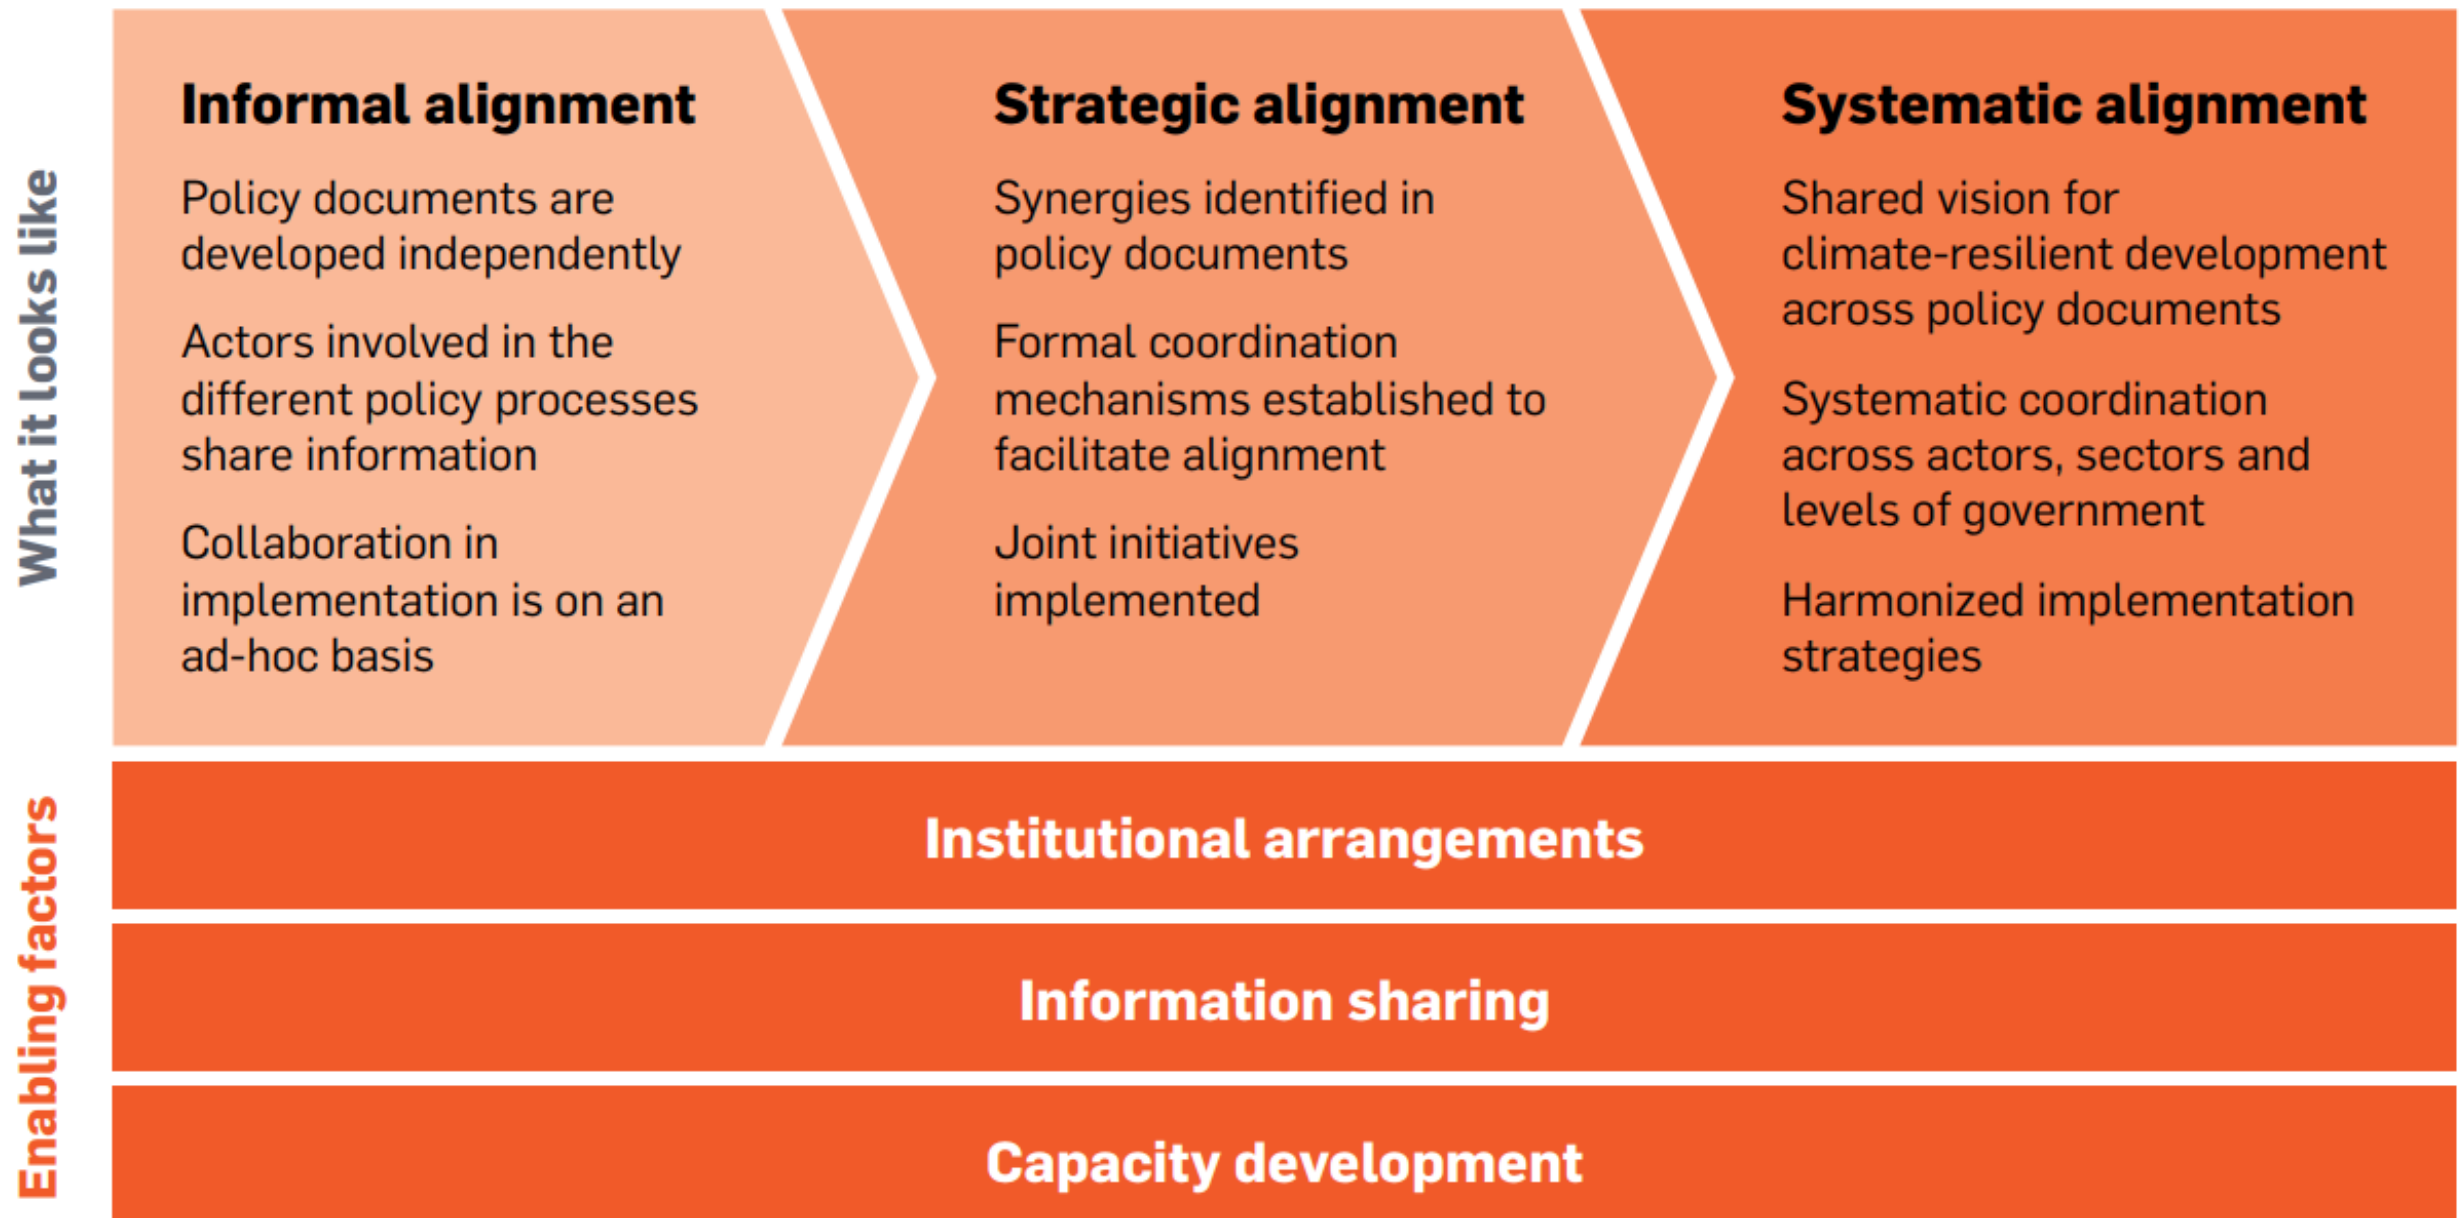 What it looks like
Informal alignment
Policy documents are
developed independently
Actors involved in the
different policy processes
share information
Collaboration in
implementation is on an
ad-hoc basis
Strategic alignment
Synergies identified in
policy documents
Formal coordination
mechanisms established to
facilitate alignment
Joint initiatives
implemented
Systematic alignment
Shared vision for
climate-resilient development
across policy documents
Systematic coordination
across actors, sectors and
levels of government
Harmonized implementation
strategies
Enabling factors
Institutional arrangements
Information sharing
Capacity development